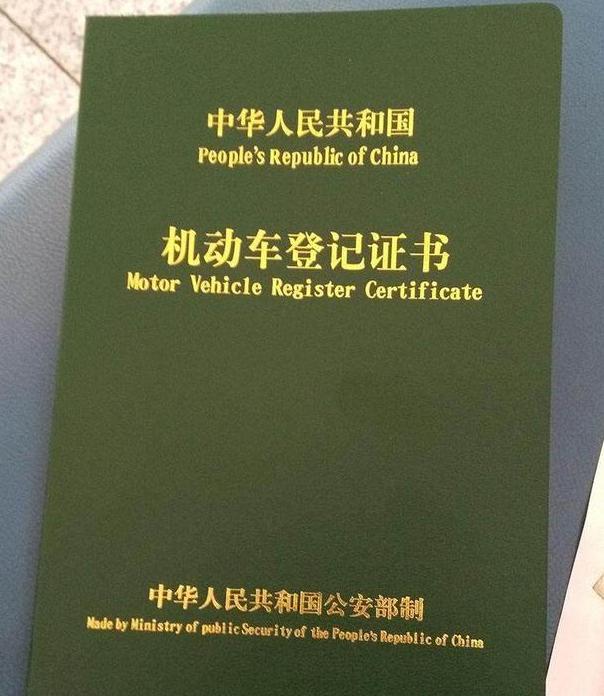 中华人民共和国
People's Republic of China
机动车登记证书
Motor Vehicle Register Certificate
中华人民共和国公安部制
Made by Ministry of public Security of the People's Republic of China